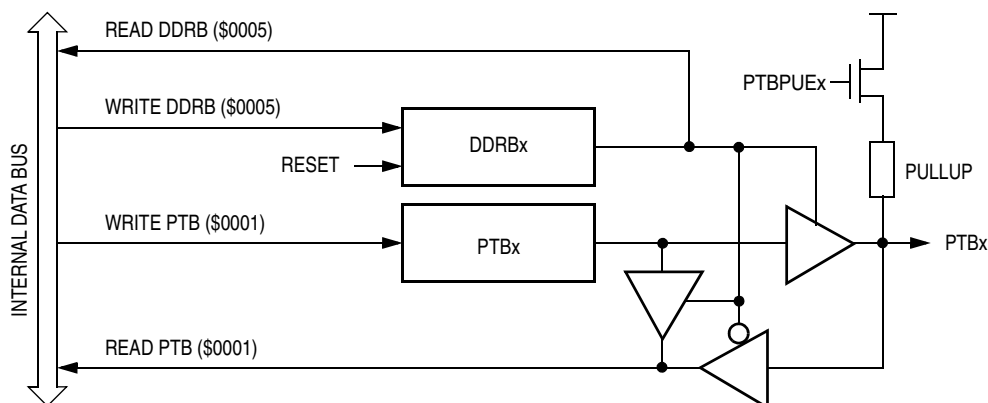 READ DDRB ($0005)
PTBPUEx
WRITE DDRB ($0005)
DDRBx
RESET
PULLUP
WRITE PTB ($0001)
PTBx
PTBx
INTERNAL DATA BUS
READ PTB ($0001)